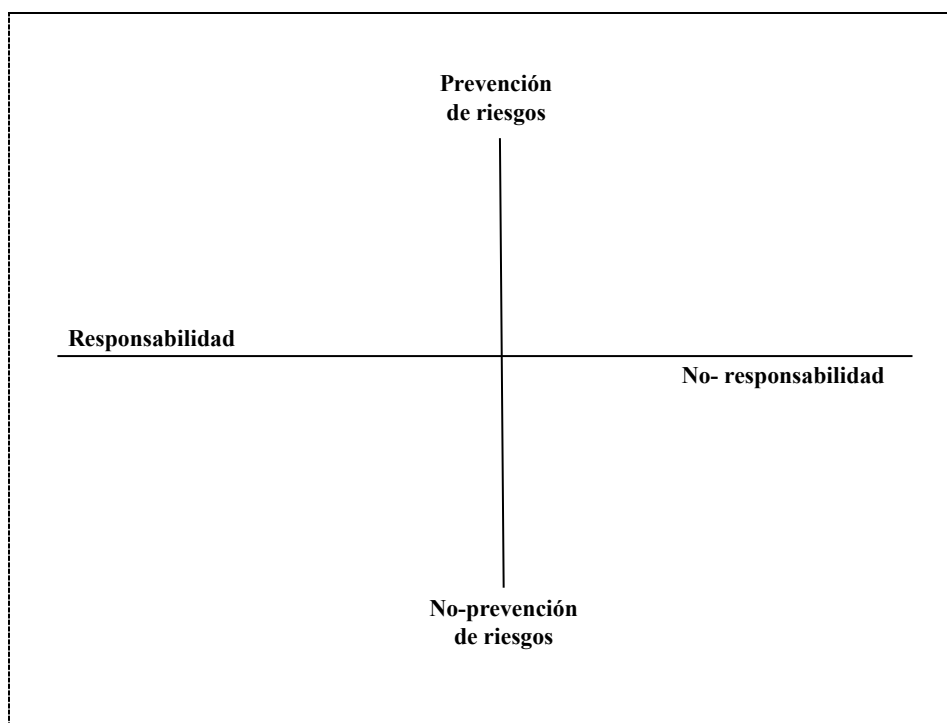 Prevención
de riesgos
Responsabilidad
No- responsabilidad
No-prevención
de riesgos